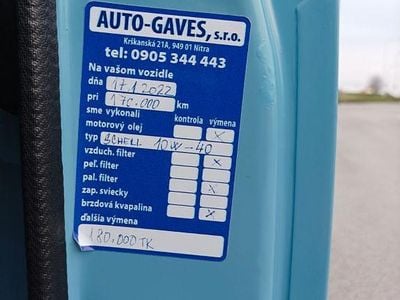 AUTO-GAVES, s.r.o.
Krškanská 21A, 949 01 Nitra
tel: 0905 344 443
Na vašom vozidle
dňa 17.1.2022
pri 170.000 km
sme vykonali kontrola výmena
motorový olej x
typ SCHELL 10W-40
vzduch. filter x
peľ. filter
pal. filter
zap. sviecky x
brzdová kvapalina x
ďalšia výmena
180.000 TK